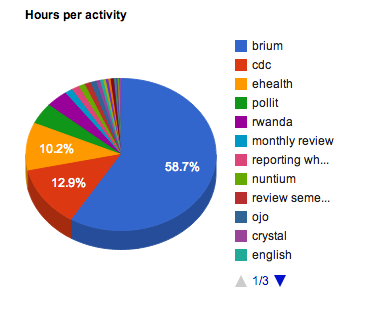 Hours per activity
brium
cdc
ehealth
pollit
rwanda
monthly review
reporting wh...
nuntium
review seme...
ojo
crystal
english
1/3
10.2%
12.9%
58.7%